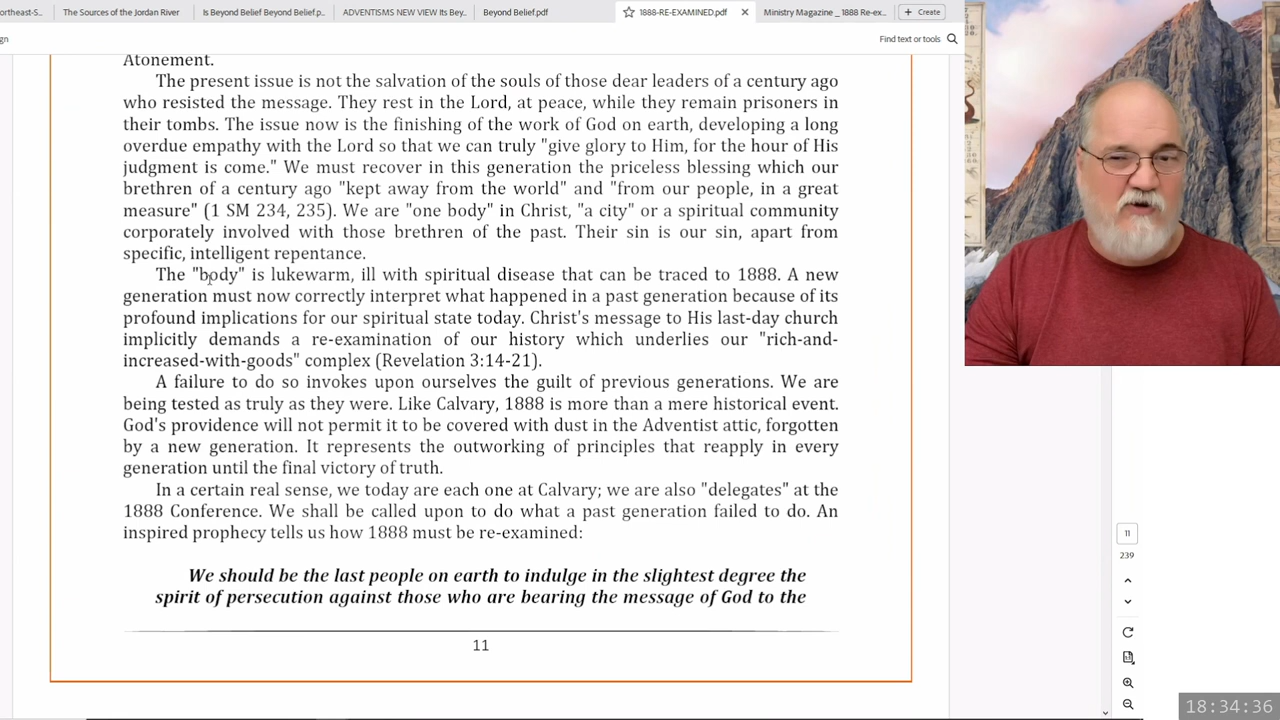 ortheast-S...
The Sources of the Jordan River
Is Beyond Belief Beyond Belief.p...
ADVENTISMS NEW VIEW Its Bey...
Beyond Belief.pdf
1888-RE-EXAMINED.pdf
Ministry Magazine _ 1888 Re-ex...
Create
gn
Find text or tools
Atonement.
The present issue is not the salvation of the souls of those dear leaders of a century ago
who resisted the message. They rest in the Lord, at peace, while they remain prisoners in
their tombs. The issue now is the finishing of the work of God on earth, developing a long
overdue empathy with the Lord so that we can truly "give glory to Him, for the hour of His
judgment is come." We must recover in this generation the priceless blessing which our
brethren of a century ago "kept away from the world" and "from our people, in a great
measure" (1 SM 234, 235). We are "one body" in Christ, "a city" or a spiritual community
corporately involved with those brethren of the past. Their sin is our sin, apart from
specific, intelligent repentance.
The "body" is lukewarm, ill with spiritual disease that can be traced to 1888. A new
generation must now correctly interpret what happened in a past generation because of its
profound implications for our spiritual state today. Christ's message to His last-day church
implicitly demands a re-examination of our history which underlies our "rich-and-
increased-with-goods" complex (Revelation 3:14-21).
A failure to do so invokes upon ourselves the guilt of previous generations. We are
being tested as truly as they were. Like Calvary, 1888 is more than a mere historical event.
God's providence will not permit it to be covered with dust in the Adventist attic, forgotten
by a new generation. It represents the outworking of principles that reapply in every
generation until the final victory of truth.
In a certain real sense, we today are each one at Calvary; we are also "delegates" at the
1888 Conference. We shall be called upon to do what a past generation failed to do. An
inspired prophecy tells us how 1888 must be re-examined:
We should be the last people on earth to indulge in the slightest degree the
spirit of persecution against those who are bearing the message of God to the
11
11
239
18:34:36